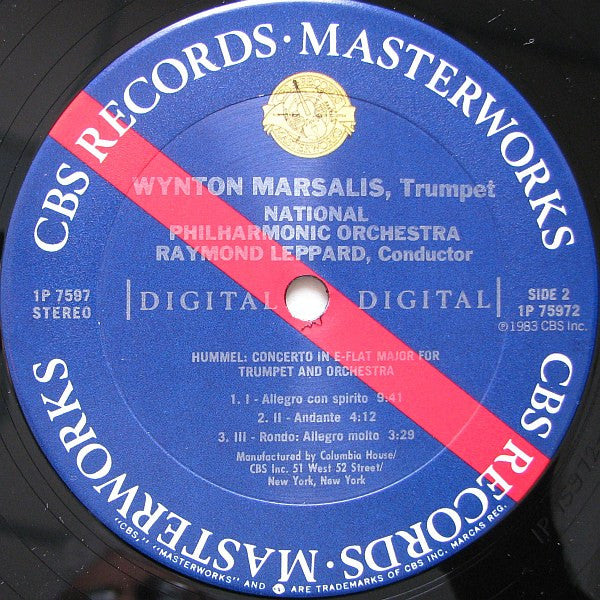 CBS RECORDS · MASTERWORKS
WYNTON MARSALIS, Trumpet
NATIONAL
PHILHARMONIC ORCHESTRA
RAYMOND LEPPARD, Conductor
1P 7597
STEREO
DIGITAL DIGITAL
SIDE 2
1P 75972
℗1983 CBS Inc.
HUMMEL: CONCERTO IN E-FLAT MAJOR FOR
TRUMPET AND ORCHESTRA
1. I - Allegro con spirito 9:41
2. II - Andante 4:12
3. III - Rondo: Allegro molto 3:29
Manufactured by Columbia House/
CBS Inc. 51 West 52 Street/
New York, New York
CBS RECORDS · MASTERWORKS
"CBS," "MASTERWORKS" AND ARE TRADEMARKS OF CBS INC. MARCAS REG.